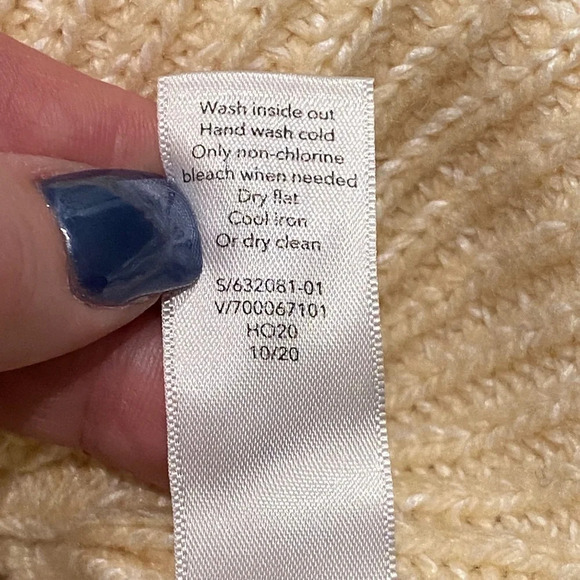 Wash inside out
Hand wash cold
Only non-chlorine
bleach when needed
Dry flat
Cool iron
Or dry clean
S/632081-01
V/700067101
HO20
10/20